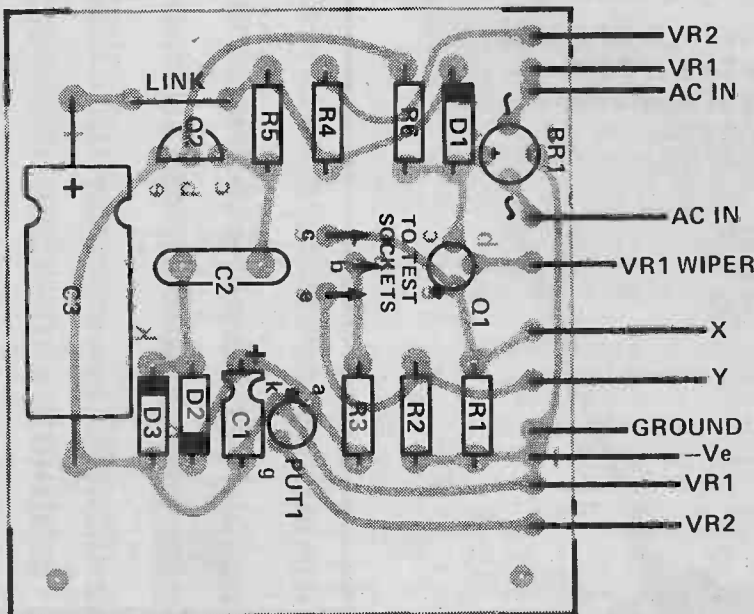 VR2
VR1
AC IN
LINK
Q2
R5
R4
R6
D1
BR1
+
e
b
c
AC IN
TO TEST
SOCKETS
c
b
e
c
b
e
Q1
VR1 WIPER
C3
+
C2
X
Y
k
D3
D2
C1
+
k
a
g
PUT1
R3
R2
R1
GROUND
−Ve
VR1
VR2